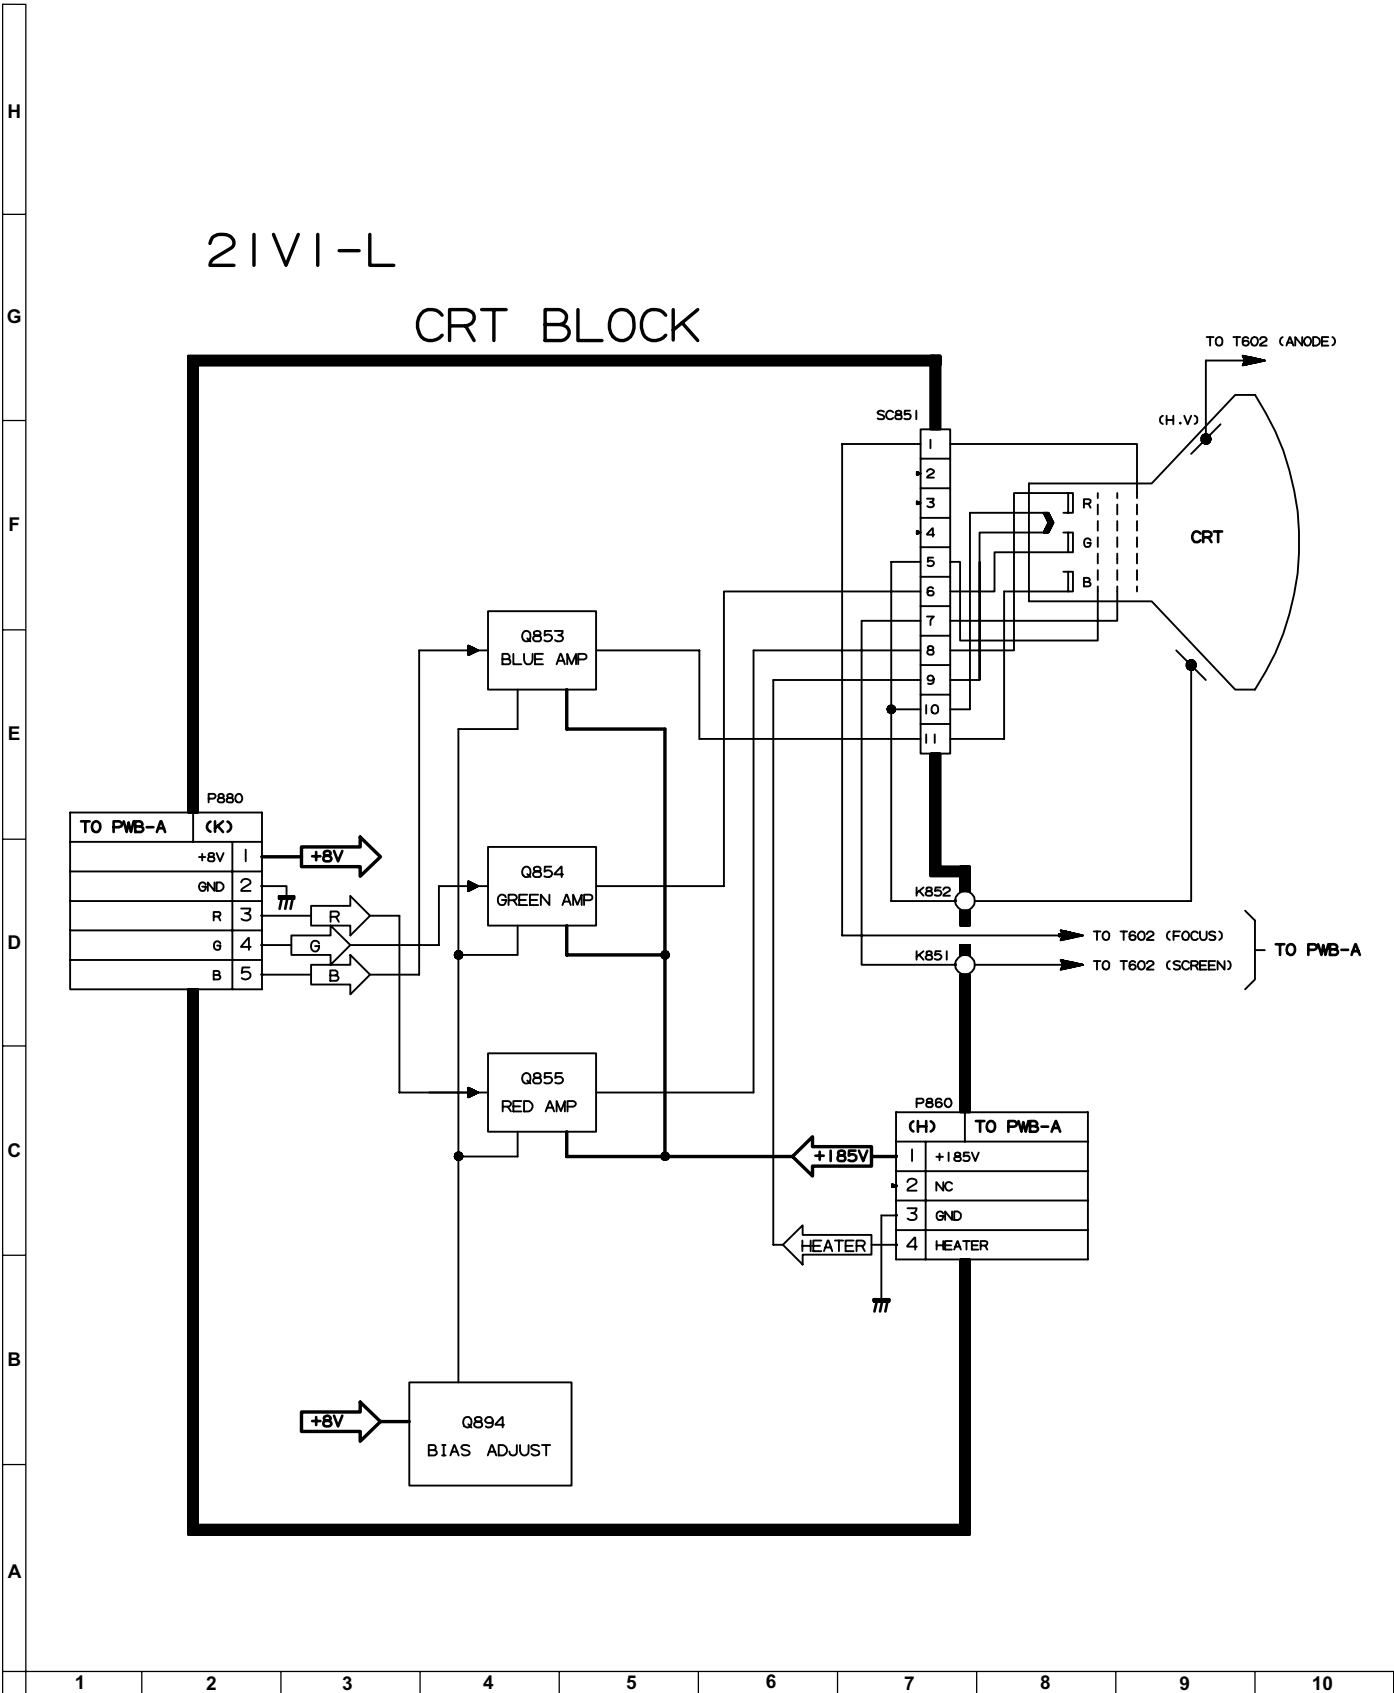 H
21V1-L
G
CRT BLOCK
TO T602 (ANODE)
SC851
(H.V)
1
2
3
4
5
6
7
8
9
10
11
F
R
G
B
CRT
Q853
BLUE AMP
E
P880
TO PWB-A (K)
+8V 1
GND 2
R 3
G 4
B 5
+8V
R
G
B
Q854
GREEN AMP
K852
D
TO T602 (FOCUS)
K851
TO T602 (SCREEN)
TO PWB-A
Q855
RED AMP
P860
(H) TO PWB-A
C
+185V
1 +185V
2 NC
3 GND
HEATER
4 HEATER
B
+8V
Q894
BIAS ADJUST
A
1 2 3 4 5 6 7 8 9 10